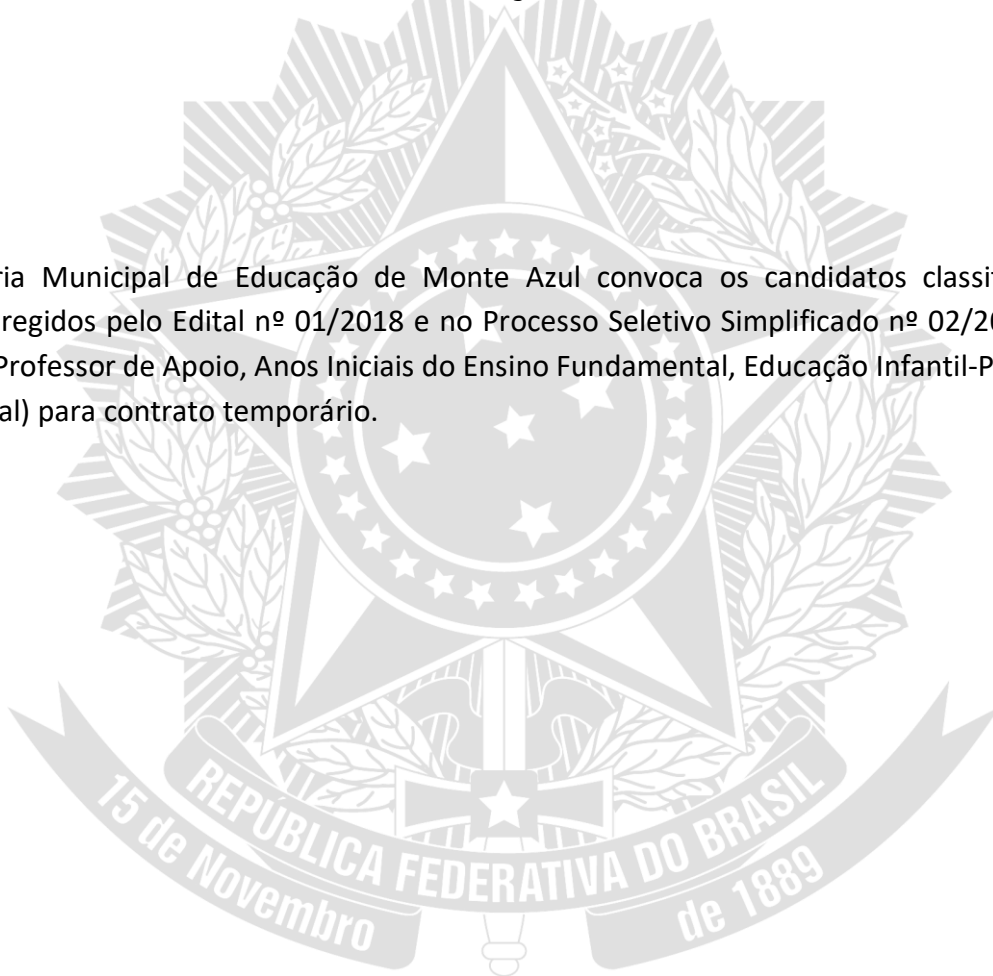 ria Municipal de Educação de Monte Azul convoca os candidatos classi
regidos pelo Edital nº 01/2018 e no Processo Seletivo Simplificado nº 02/20
Professor de Apoio, Anos Iniciais do Ensino Fundamental, Educação Infantil-P
al) para contrato temporário.
REPÚBLICA FEDERATIVA DO BRASIL
15 de Novembro de 1889